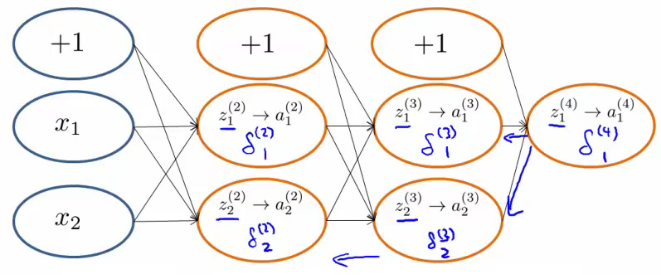 +1 +1 +1
x₁ z₁⁽²⁾ → a₁⁽²⁾ z₁⁽³⁾ → a₁⁽³⁾ z₁⁽⁴⁾ → a₁⁽⁴⁾
δ₁⁽²⁾ δ₁⁽³⁾ δ₁⁽⁴⁾
x₂ z₂⁽²⁾ → a₂⁽²⁾ z₂⁽³⁾ → a₂⁽³⁾
δ₂⁽²⁾ δ₂⁽³⁾